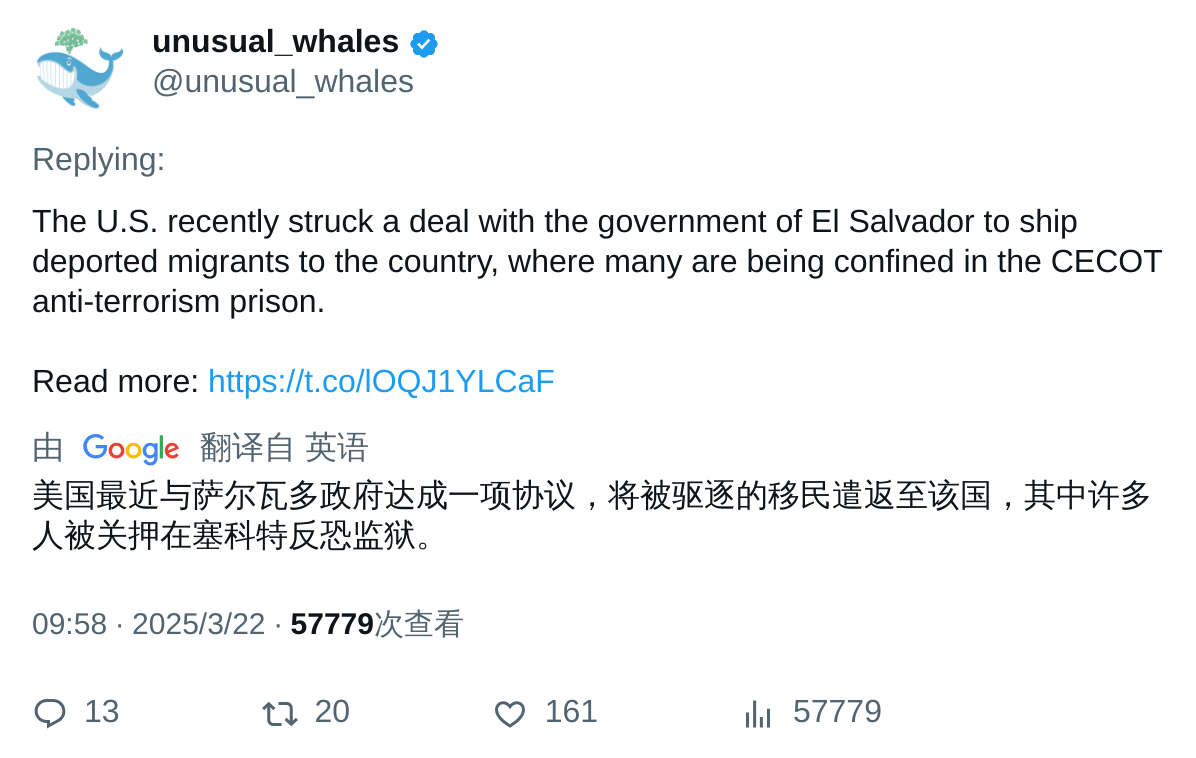 unusual_whales
@unusual_whales
Replying:
The U.S. recently struck a deal with the government of El Salvador to ship
deported migrants to the country, where many are being confined in the CECOT
anti-terrorism prison.
Read more: https://t.co/lOQJ1YLCaF
由 Google 翻译自 英语
美国最近与萨尔瓦多政府达成一项协议，将被驱逐的移民遣返至该国，其中许多
人被关押在塞科特反恐监狱。
09:58 · 2025/3/22 · 57779次查看
13 20 161 57779